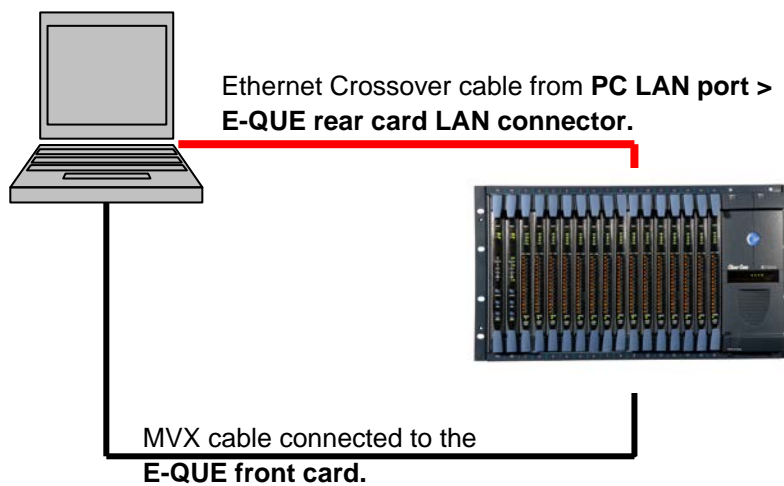 Ethernet Crossover cable from PC LAN port >
E-QUE rear card LAN connector.
MVX cable connected to the
E-QUE front card.